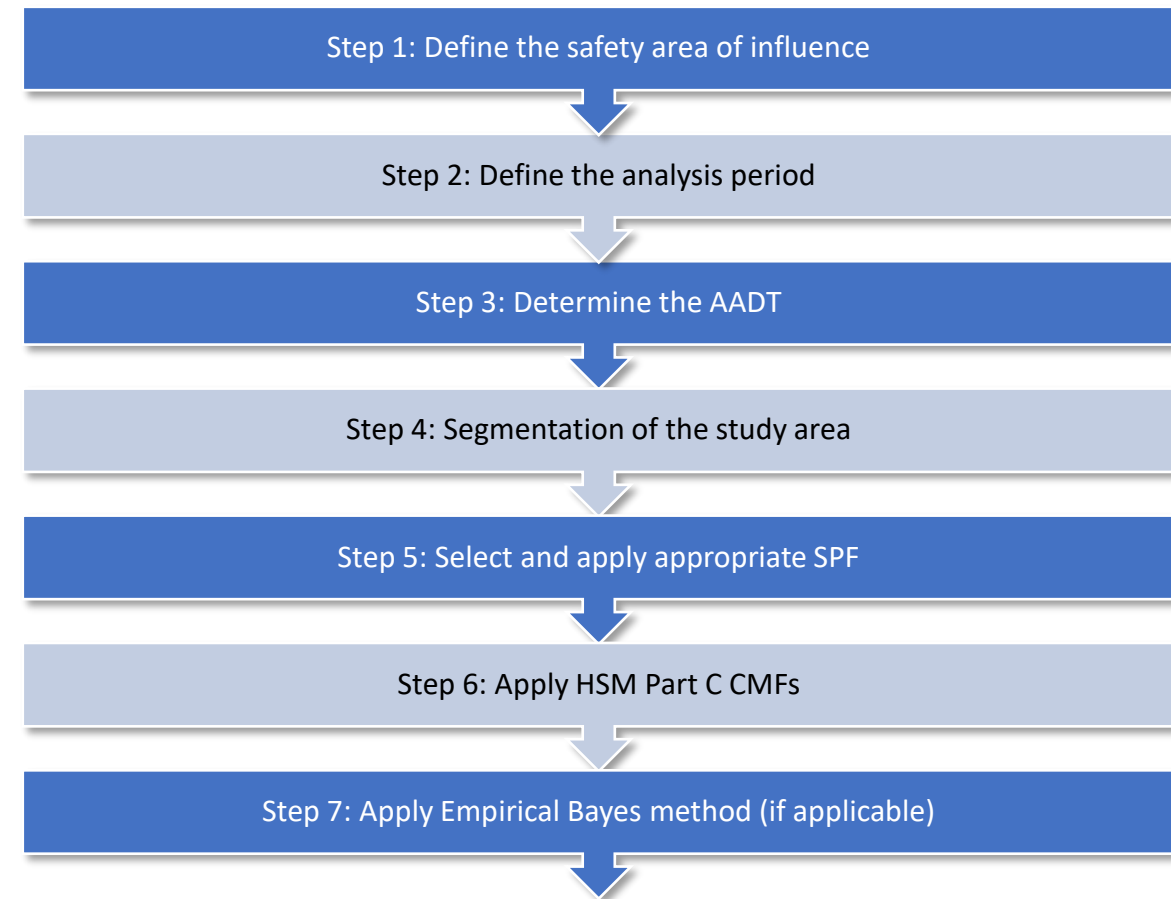 Step 1: Define the safety area of influence
Step 2: Define the analysis period
Step 3: Determine the AADT
Step 4: Segmentation of the study area
Step 5: Select and apply appropriate SPF
Step 6: Apply HSM Part C CMFs
Step 7: Apply Empirical Bayes method (if applicable)